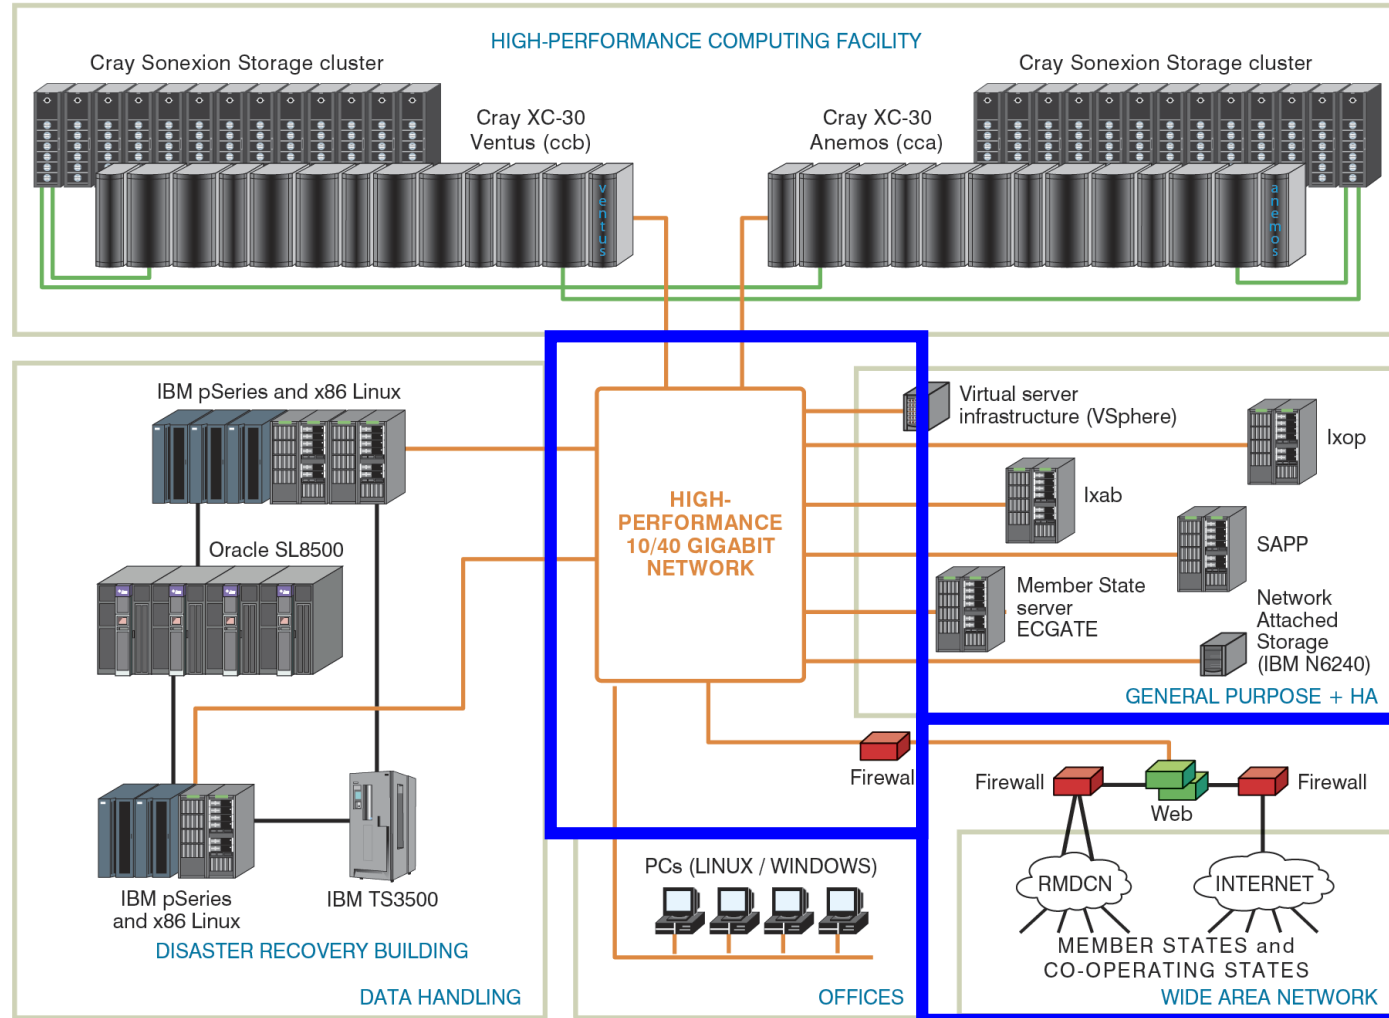 HIGH-PERFORMANCE COMPUTING FACILITY
Cray Sonexion Storage cluster
Cray Sonexion Storage cluster
Cray XC-30
Ventus (ccb)
Cray XC-30
Anemos (cca)
ventus
anemos
IBM pSeries and x86 Linux
Oracle SL8500
IBM pSeries
and x86 Linux
IBM TS3500
DISASTER RECOVERY BUILDING
DATA HANDLING
HIGH-
PERFORMANCE
10/40 GIGABIT
NETWORK
Virtual server
infrastructure (VSphere)
Ixop
Ixab
SAPP
Member State
server
ECGATE
Network
Attached
Storage
(IBM N6240)
GENERAL PURPOSE + HA
Firewal
Firewall
Web
Firewall
RMDCN
INTERNET
MEMBER STATES and
CO-OPERATING STATES
WIDE AREA NETWORK
PCs (LINUX / WINDOWS)
OFFICES